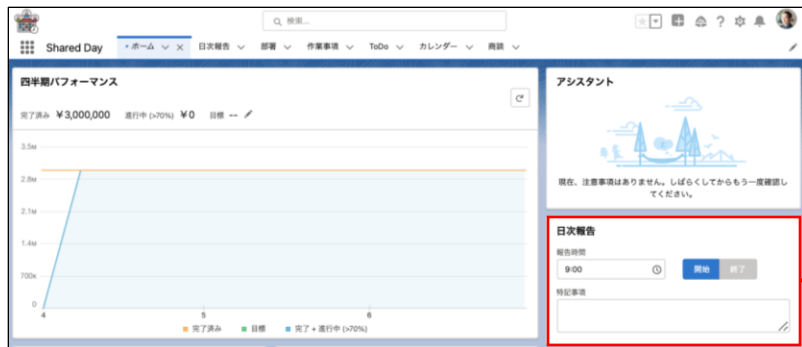 検索...
Shared Day
* ホーム
日次報告
部署
作業事項
ToDo
カレンダー
商談
四半期パフォーマンス
完了済み ¥3,000,000 進行中 (>70%) ¥0 目標 --
3.5M
2.8M
2.1M
1.4M
700K
0
4 5 6
完了済み 目標 完了 + 進行中 (>70%)
アシスタント
現在、注意事項はありません。しばらくしてからもう一度確認し
てください。
日次報告
報告時間
9:00 開始 終了
特記事項